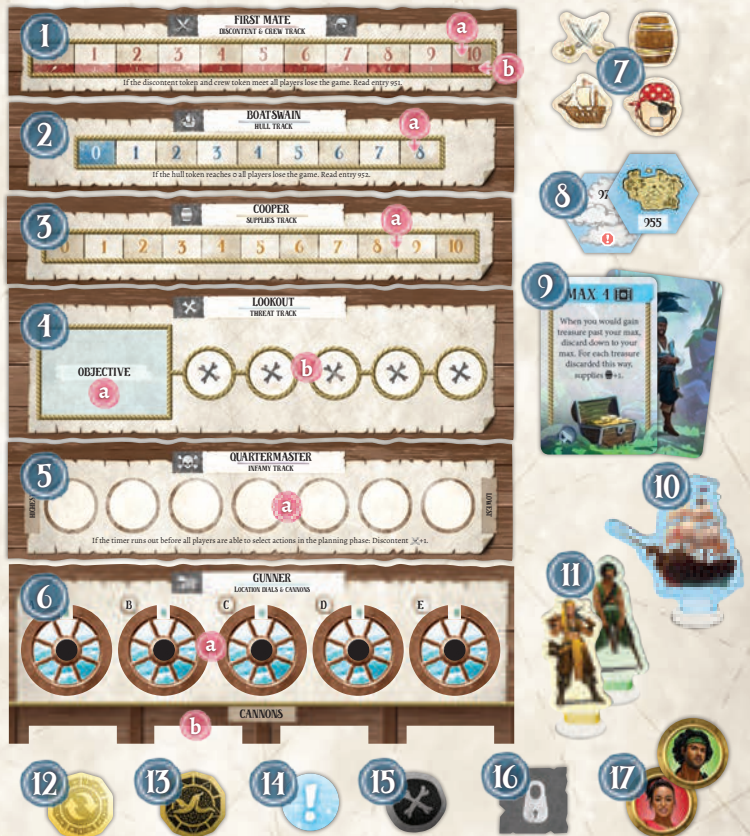 1
FIRST MATE
DISCONTENT & CREW TRACK
a
1 2 3 4 5 6 7 8 9 10
b
If the discontent token and crew token meet all players lose the game. Read entry 951.
2
BOATSWAIN
HULL TRACK
a
0 1 2 3 4 5 6 7 8
If the hull token reaches 0 all players lose the game. Read entry 952.
3
COOPER
SUPPLIES TRACK
a
0 1 2 3 4 5 6 7 8 9 10
4
LOOKOUT
THREAT TRACK
OBJECTIVE
a
b
5
QUARTERMASTER
INFAMY TRACK
HIGHEST
a
LOWEST
If the timer runs out before all players are able to select actions in the planning phase: Discontent +1.
6
GUNNER
LOCATION DIALS & CANNONS
B C D E
a
CANNONS
b
7
8
97
955
9
MAX 4
When you would gain
treasure past your max,
discard down to your
max. For each treasure
discarded this way,
supplies +1.
10
11
12
13
14
15
16
17